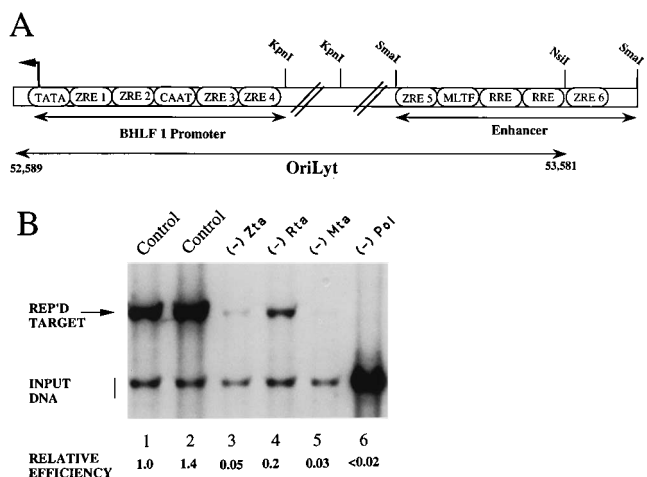 A
KpnI KpnI SmaI NsiI SmaI
TATA ZRE 1 ZRE 2 CAAT ZRE 3 ZRE 4 ZRE 5 MLTF RRE RRE ZRE 6
BHLF 1 Promoter Enhancer
52,589 OriLyt 53,581
B
Control Control (-) Zta (-) Rta (-) Mta (-) Pol
REP'D
TARGET
INPUT
DNA
1 2 3 4 5 6
RELATIVE
EFFICIENCY 1.0 1.4 0.05 0.2 0.03 <0.02